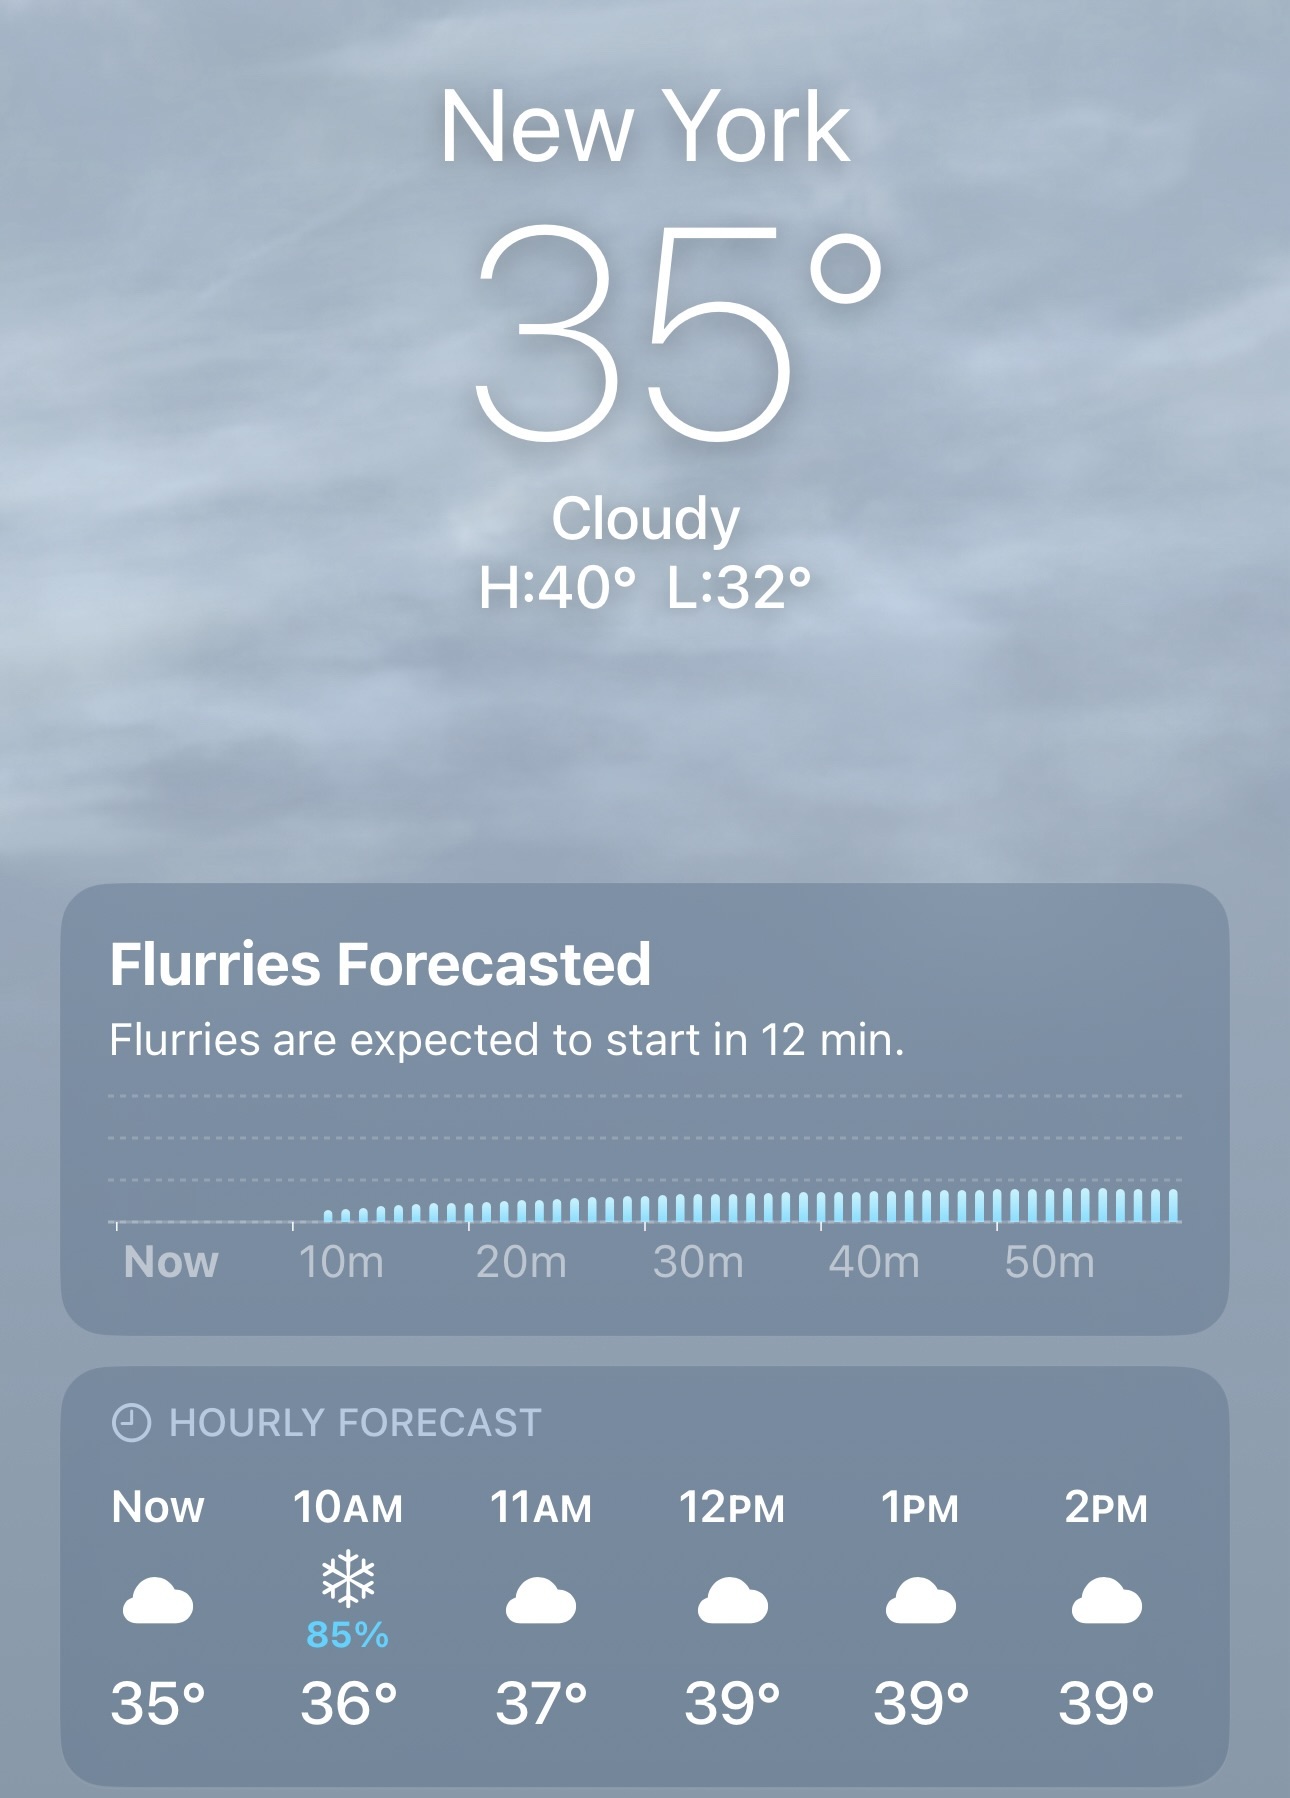 New York
35°
Cloudy
H:40° L:32°
Flurries Forecasted
Flurries are expected to start in 12 min.
Now 10m 20m 30m 40m 50m
HOURLY FORECAST
Now 10AM 11AM 12PM 1PM 2PM
85%
35° 36° 37° 39° 39° 39°